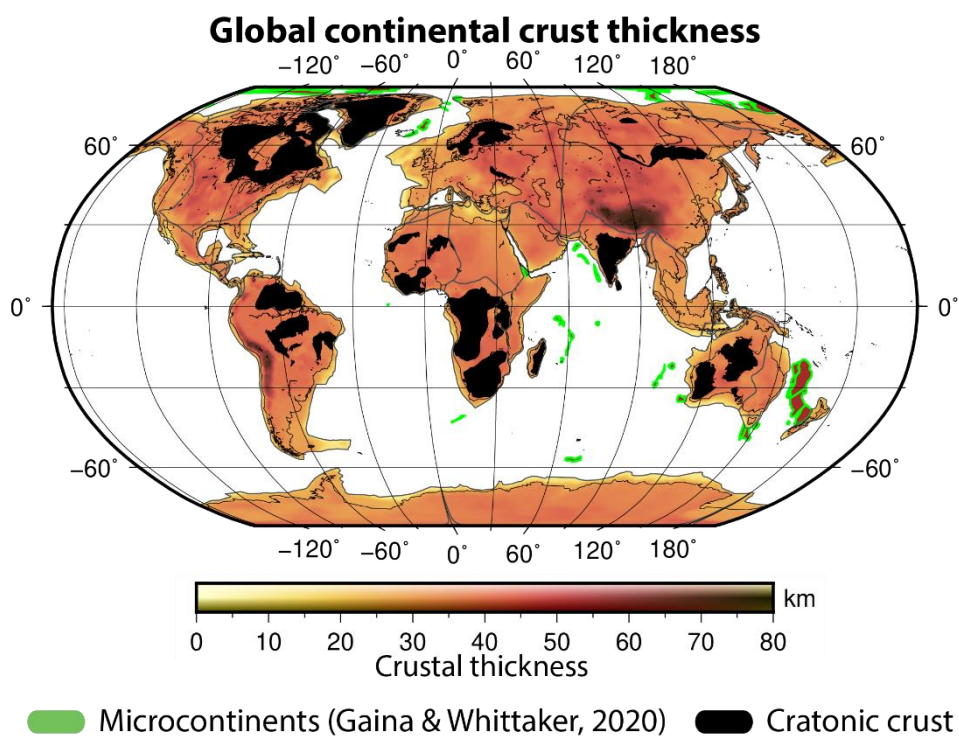 Global continental crust thickness
−120˚ −60˚ 0˚ 60˚ 120˚ 180˚
60˚ 60˚
0˚ 0˚
−60˚ −60˚
−120˚ −60˚ 0˚ 60˚ 120˚ 180˚
km
0 10 20 30 40 50 60 70 80
Crustal thickness
Microcontinents (Gaina & Whittaker, 2020) Cratonic crust